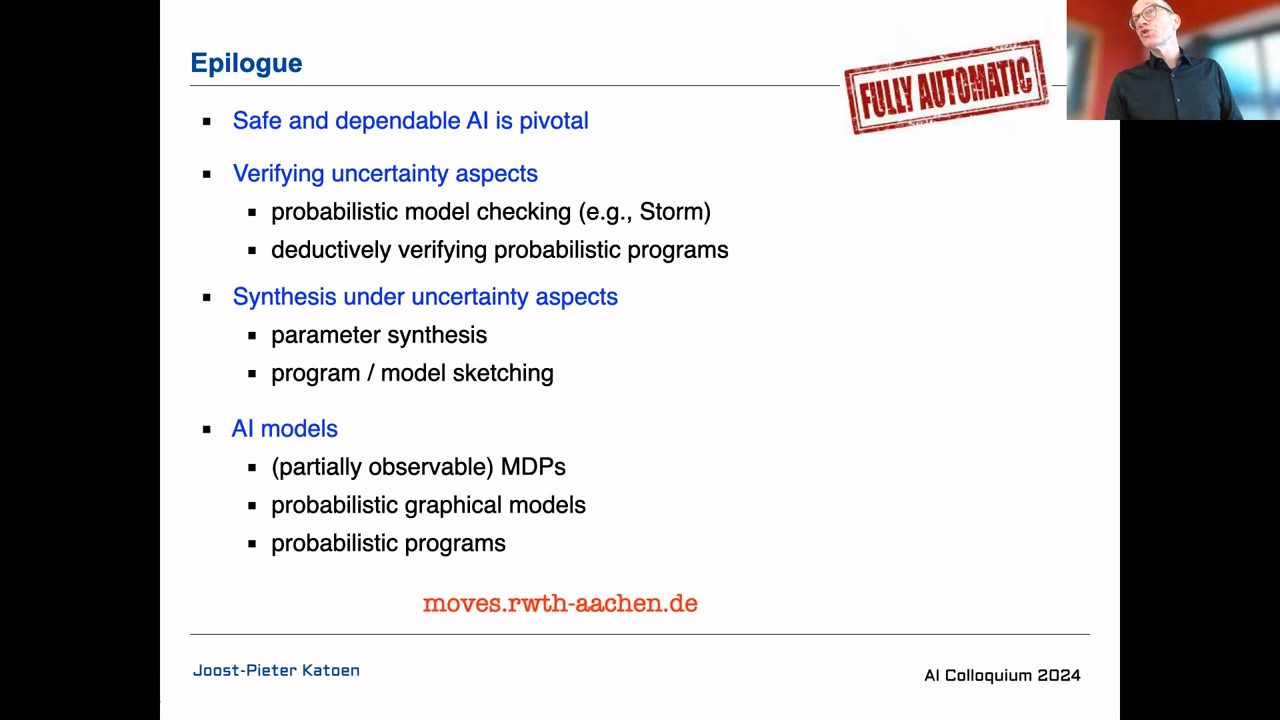 Epilogue
FULLY AUTOMATIC
Safe and dependable AI is pivotal
Verifying uncertainty aspects
probabilistic model checking (e.g., Storm)
deductively verifying probabilistic programs
Synthesis under uncertainty aspects
parameter synthesis
program / model sketching
AI models
(partially observable) MDPs
probabilistic graphical models
probabilistic programs
moves.rwth-aachen.de
Joost-Pieter Katoen
AI Colloquium 2024